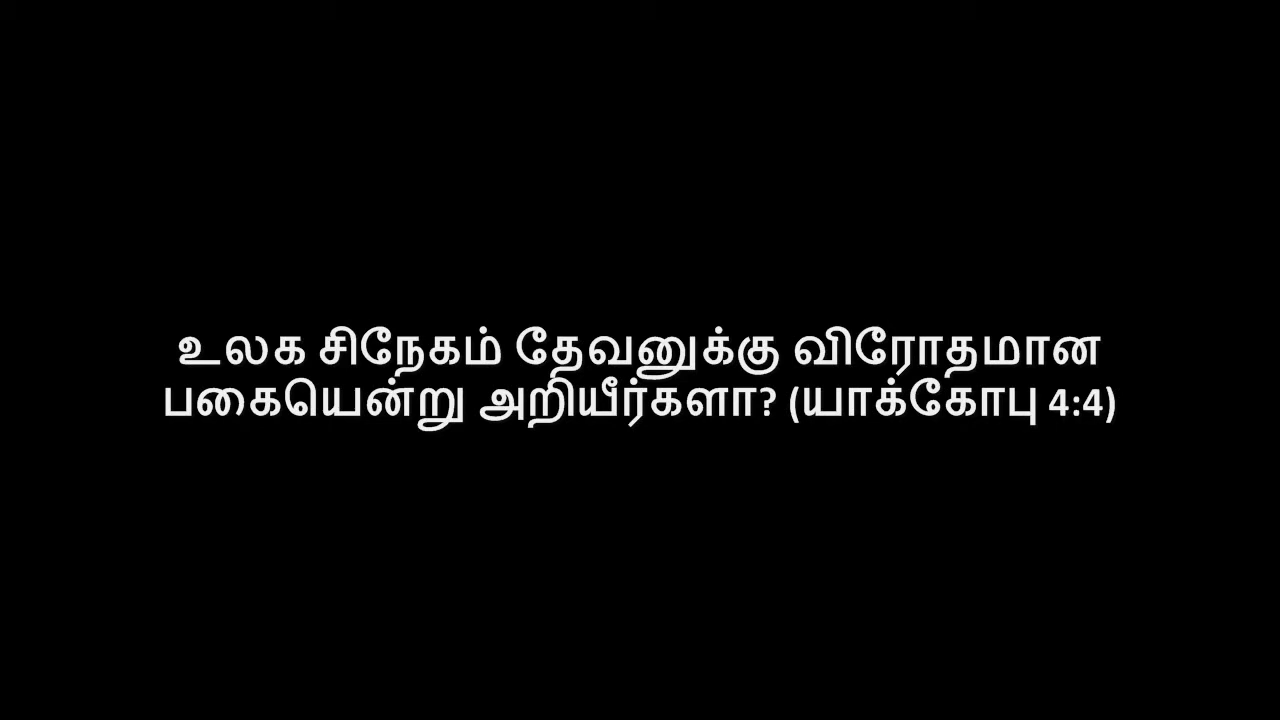 உலக சிநேகம் தேவனுக்கு விரோதமான
பகையென்று அறியீர்களா? (யாக்கோபு 4:4)